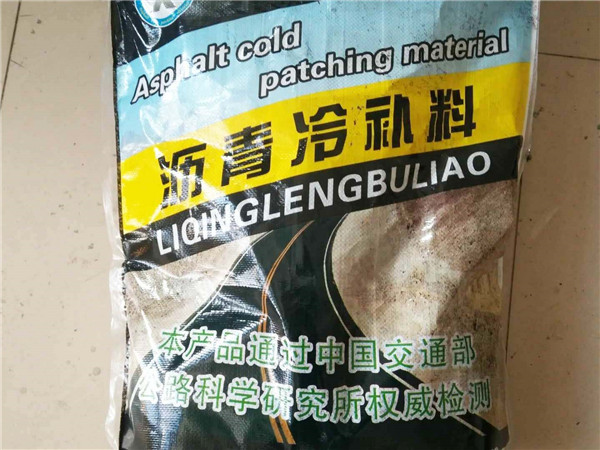 Asphalt cold
patching material
沥青冷补料
LIQINGLENGBULIAO
本产品通过中国交通部
公路科学研究所权威检测